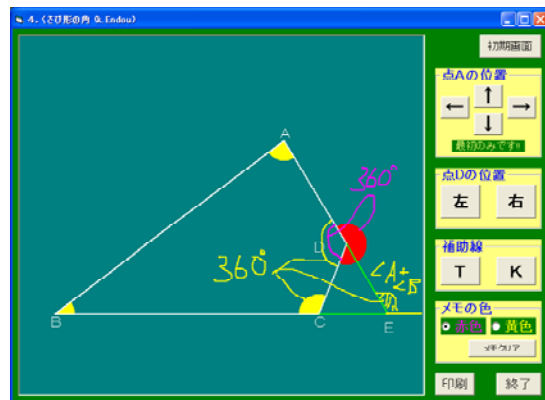 4.(くさび形の角 G.Endou)
初期画面
点Aの位置
↑
← →
↓
最初のみです!!
点Dの位置
左 右
補助線
T K
メモの色
赤色 黄色
メモクリア
印刷 終了
A
360°
D
360°
∠A+
∠B
B C E